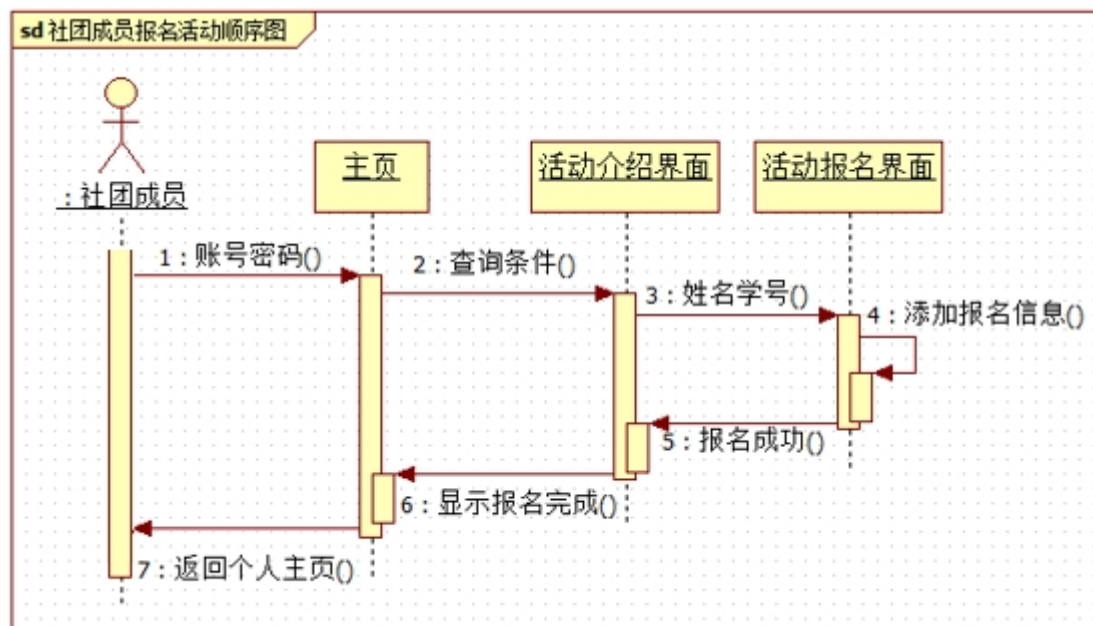 sd 社团成员报名活动顺序图
: 社团成员
主页
活动介绍界面
活动报名界面
1 : 账号密码()
2 : 查询条件()
3 : 姓名学号()
4 : 添加报名信息()
5 : 报名成功()
6 : 显示报名完成()
7 : 返回个人主页()